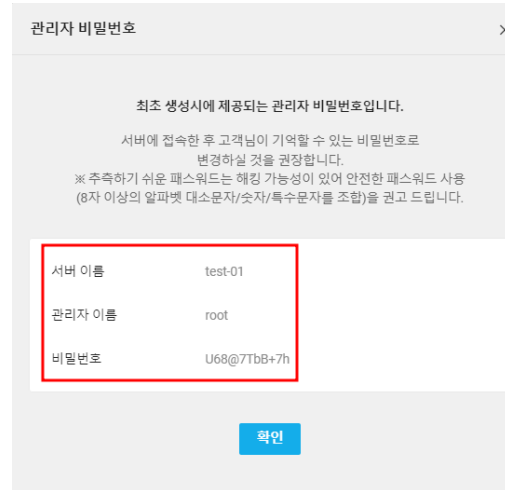 관리자 비밀번호
최초 생성시에 제공되는 관리자 비밀번호입니다.
서버에 접속한 후 고객님이 기억할 수 있는 비밀번호로
변경하실 것을 권장합니다.
※ 추측하기 쉬운 패스워드는 해킹 가능성이 있어 안전한 패스워드 사용
(8자 이상의 알파벳 대소문자/숫자/특수문자를 조합)을 권고 드립니다.
서버 이름 test-01
관리자 이름 root
비밀번호 U68@7TbB+7h
확인